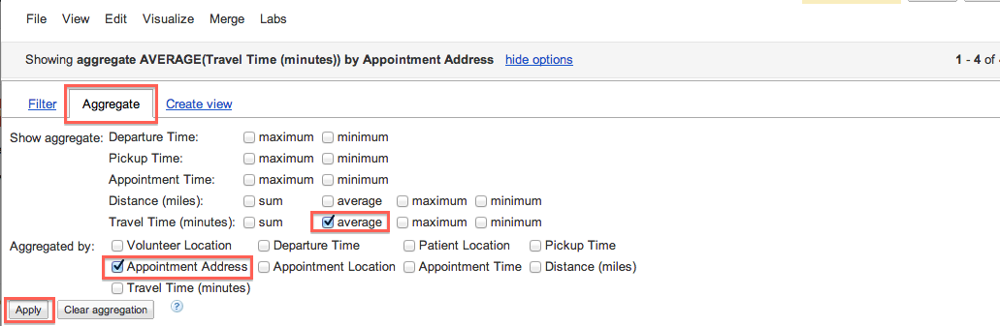 File View Edit Visualize Merge Labs
Showing aggregate AVERAGE(Travel Time (minutes)) by Appointment Address hide options 1 - 4 of
Filter Aggregate Create view
Show aggregate: Departure Time: maximum minimum
Pickup Time: maximum minimum
Appointment Time: maximum minimum
Distance (miles): sum average maximum minimum
Travel Time (minutes): sum average maximum minimum
Aggregated by: Volunteer Location Departure Time Patient Location Pickup Time
Appointment Address Appointment Location Appointment Time Distance (miles)
Travel Time (minutes)
Apply Clear aggregation ?